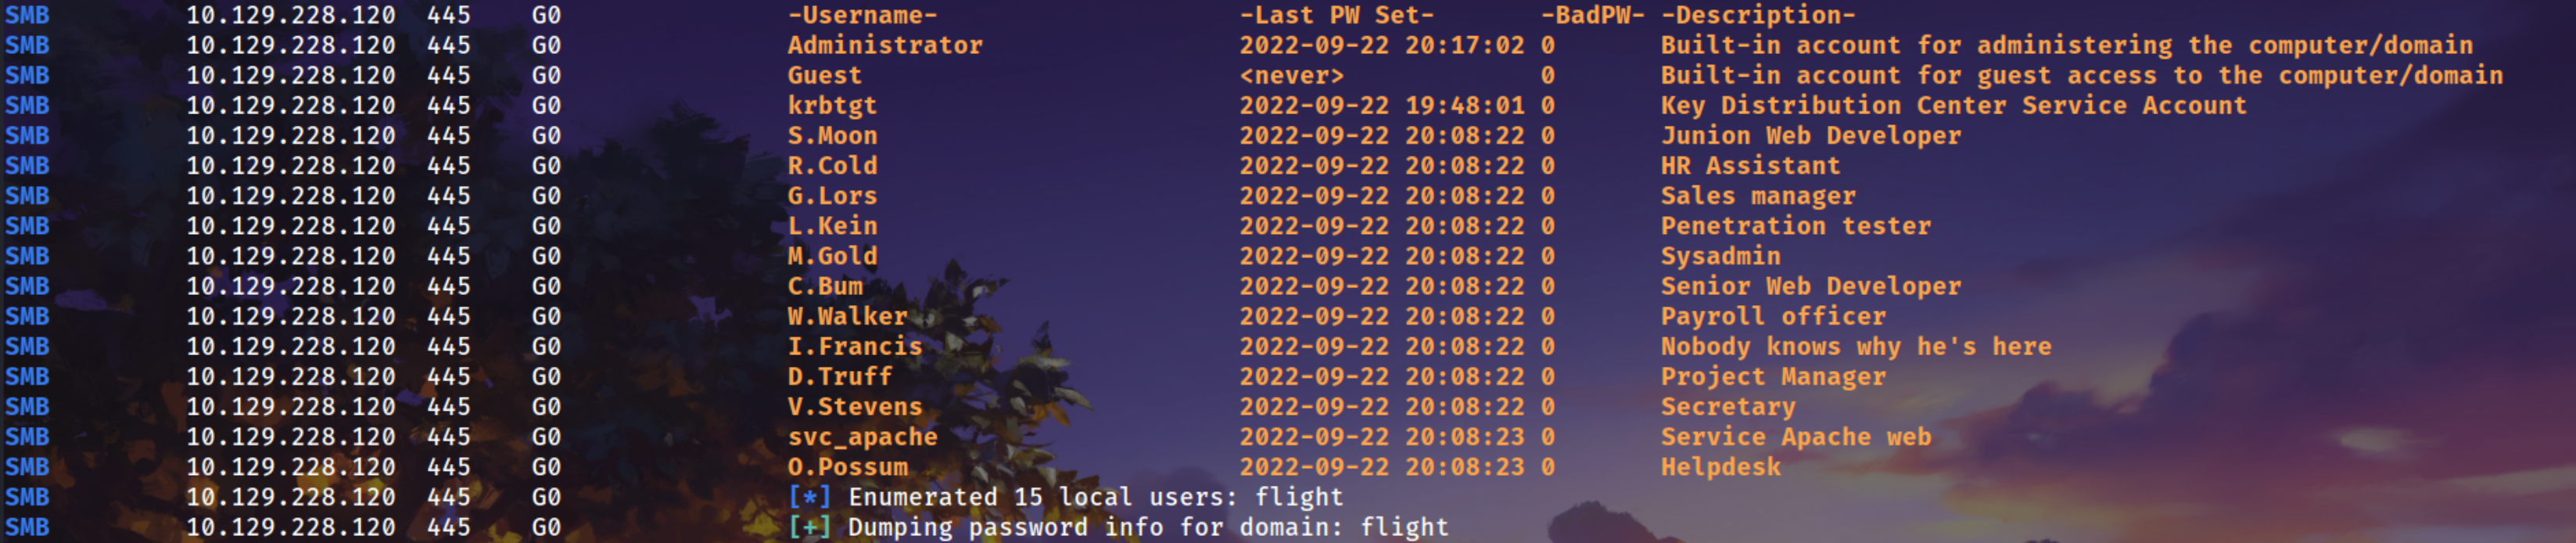 SMB 10.129.228.120 445 G0 -Username- -Last PW Set- -BadPW- -Description-
SMB 10.129.228.120 445 G0 Administrator 2022-09-22 20:17:02 0 Built-in account for administering the computer/domain
SMB 10.129.228.120 445 G0 Guest <never> 0 Built-in account for guest access to the computer/domain
SMB 10.129.228.120 445 G0 krbtgt 2022-09-22 19:48:01 0 Key Distribution Center Service Account
SMB 10.129.228.120 445 G0 S.Moon 2022-09-22 20:08:22 0 Junion Web Developer
SMB 10.129.228.120 445 G0 R.Cold 2022-09-22 20:08:22 0 HR Assistant
SMB 10.129.228.120 445 G0 G.Lors 2022-09-22 20:08:22 0 Sales manager
SMB 10.129.228.120 445 G0 L.Kein 2022-09-22 20:08:22 0 Penetration tester
SMB 10.129.228.120 445 G0 M.Gold 2022-09-22 20:08:22 0 Sysadmin
SMB 10.129.228.120 445 G0 C.Bum 2022-09-22 20:08:22 0 Senior Web Developer
SMB 10.129.228.120 445 G0 W.Walker 2022-09-22 20:08:22 0 Payroll officer
SMB 10.129.228.120 445 G0 I.Francis 2022-09-22 20:08:22 0 Nobody knows why he's here
SMB 10.129.228.120 445 G0 D.Truff 2022-09-22 20:08:22 0 Project Manager
SMB 10.129.228.120 445 G0 V.Stevens 2022-09-22 20:08:22 0 Secretary
SMB 10.129.228.120 445 G0 svc_apache 2022-09-22 20:08:23 0 Service Apache web
SMB 10.129.228.120 445 G0 O.Possum 2022-09-22 20:08:23 0 Helpdesk
SMB 10.129.228.120 445 G0 [*] Enumerated 15 local users: flight
SMB 10.129.228.120 445 G0 [+] Dumping password info for domain: flight